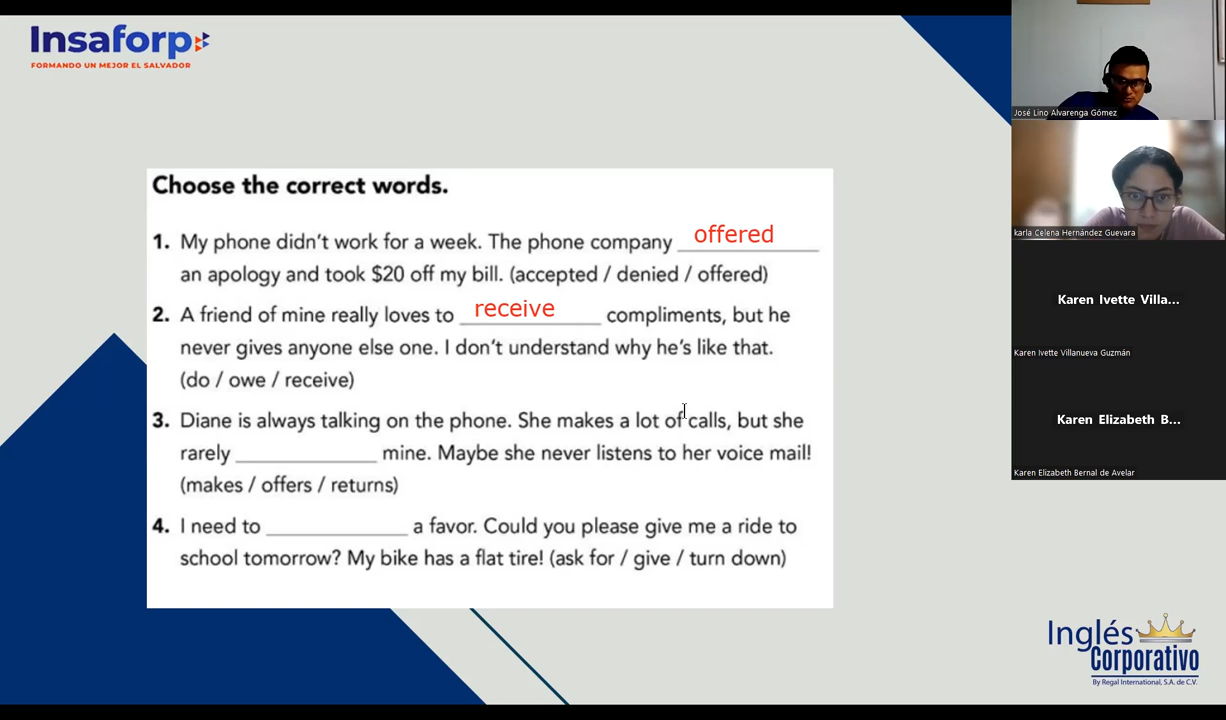 Insaforp
FORMANDO UN MEJOR EL SALVADOR
Choose the correct words.
1. My phone didn't work for a week. The phone company offered
an apology and took $20 off my bill. (accepted / denied / offered)
2. A friend of mine really loves to receive compliments, but he
never gives anyone else one. I don't understand why he's like that.
(do / owe / receive)
3. Diane is always talking on the phone. She makes a lot of calls, but she
rarely ____________ mine. Maybe she never listens to her voice mail!
(makes / offers / returns)
4. I need to ____________ a favor. Could you please give me a ride to
school tomorrow? My bike has a flat tire! (ask for / give / turn down)
José Lino Alvarenga Gómez
karla Celena Hernández Guevara
Karen Ivette Villa...
Karen Ivette Villanueva Guzmán
Karen Elizabeth B...
Karen Elizabeth Bernal de Avelar
Inglés
Corporativo
By Regal International, S.A. de C.V.